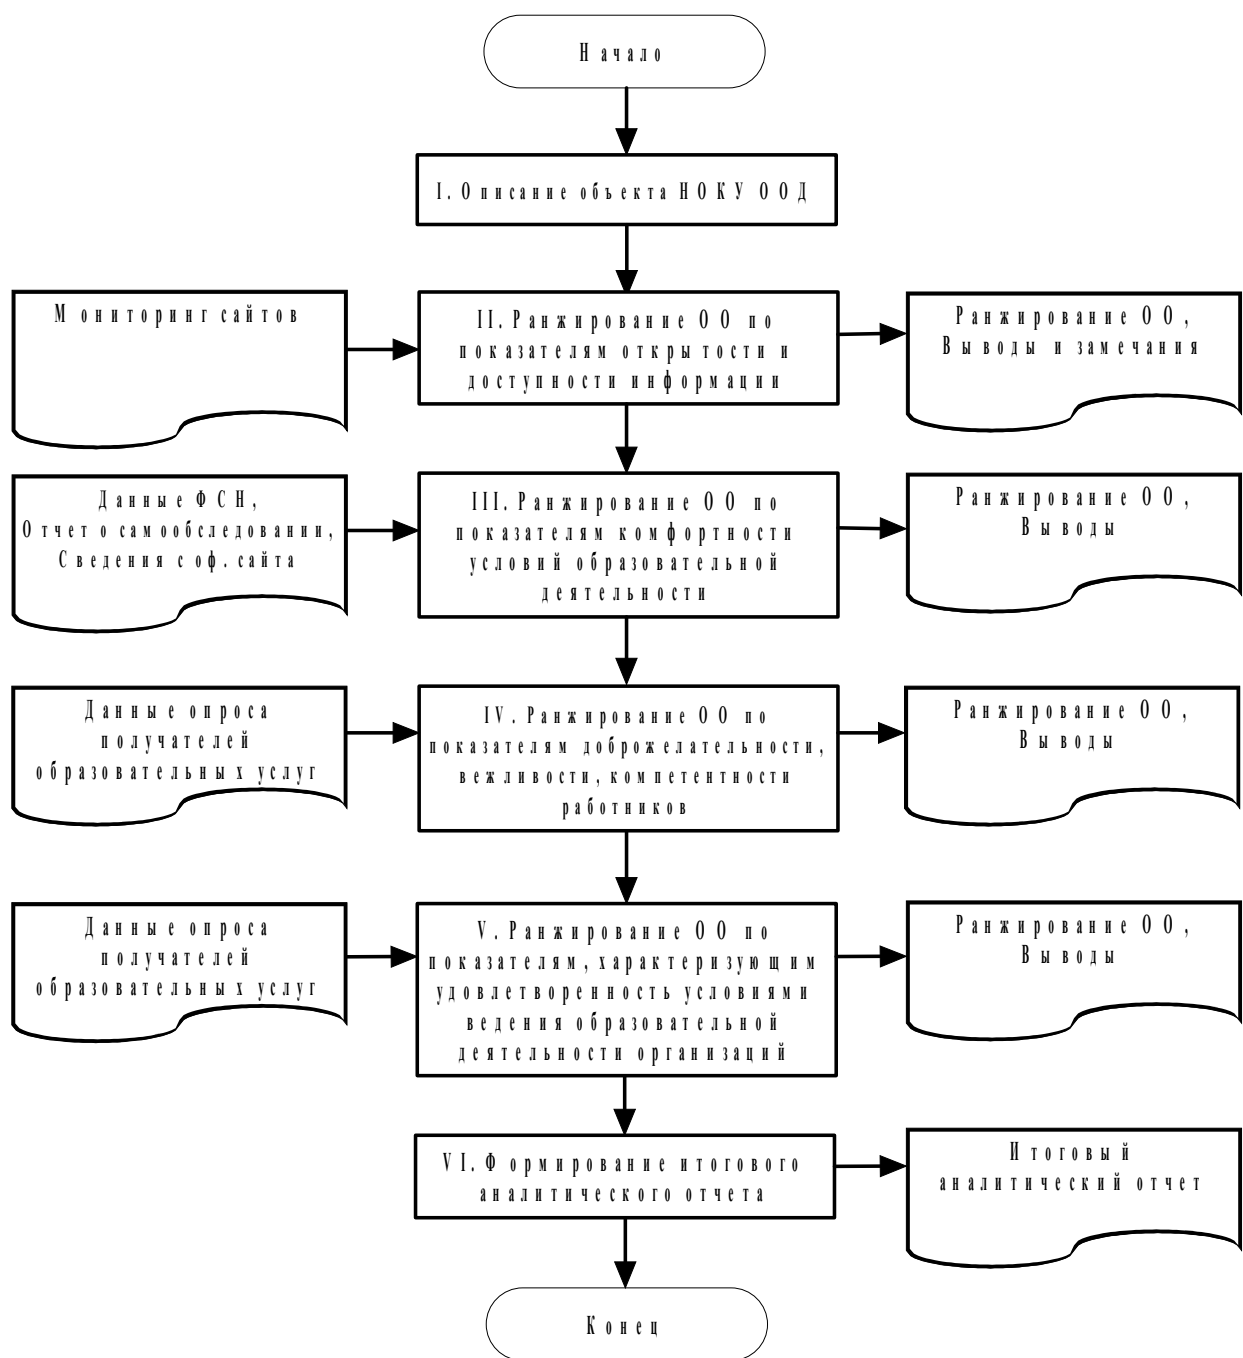 Начало
I. Описание объекта НОКУ ООД
Мониторинг сайтов
II. Ранжирование ОО по
показателям открытости и
доступности информации
Ранжирование ОО,
Выводы и замечания
Данные ФСН,
Отчет о самообследовании,
Сведения с оф. сайта
III. Ранжирование ОО по
показателям комфортности
условий образовательной
деятельности
Ранжирование ОО,
Выводы
Данные опроса
получателей
образовательных услуг
IV. Ранжирование ОО по
показателям доброжелательности,
вежливости, компетентности
работников
Ранжирование ОО,
Выводы
Данные опроса
получателей
образовательных услуг
V. Ранжирование ОО по
показателям, характеризующим
удовлетворенность условиями
ведения образовательной
деятельности организаций
Ранжирование ОО,
Выводы
VI. Формирование итогового
аналитического отчета
Итоговый
аналитический отчет
Конец